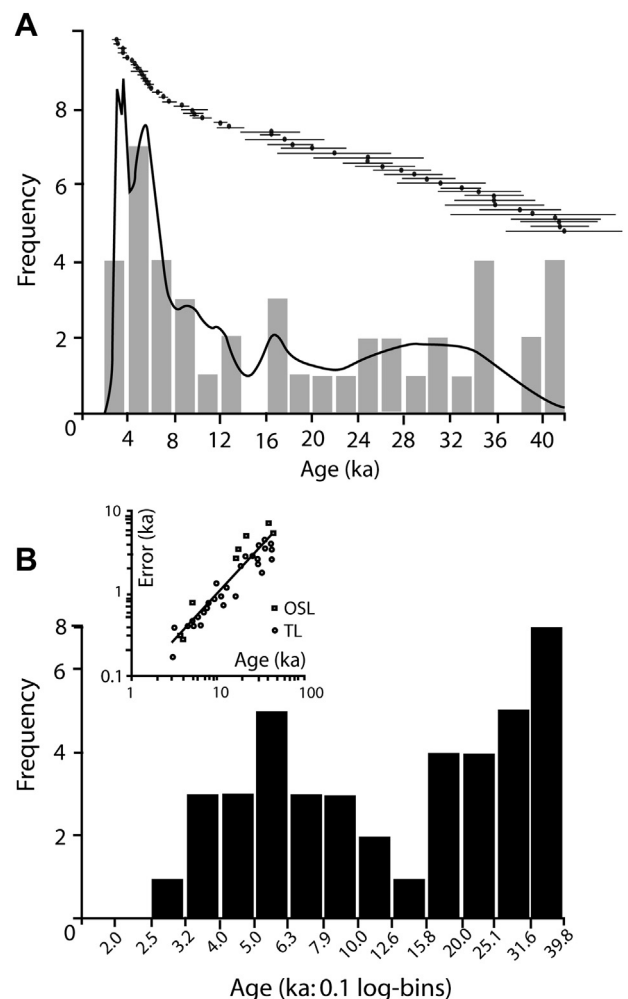 A
8
6
4
2
0
Frequency
4 8 12 16 20 24 28 32 36 40
Age (ka)
B
10
1
0.1
Error (ka)
OSL
TL
Age (ka)
1 10 100
8
6
4
2
0
Frequency
2.0 2.5 3.2 4.0 5.0 6.3 7.9 10.0 12.6 15.8 20.0 25.1 31.6 39.8
Age (ka: 0.1 log-bins)